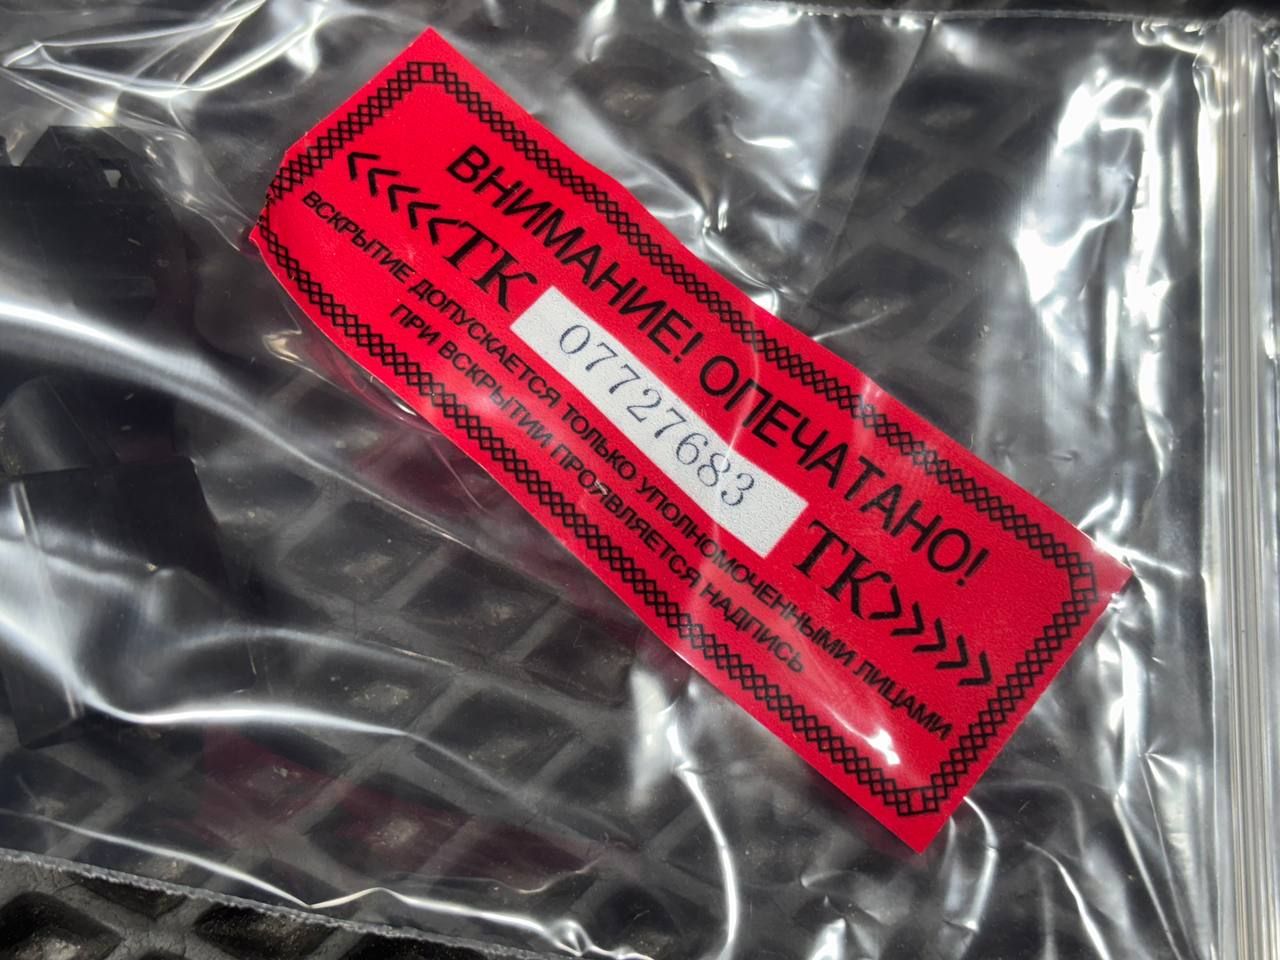 ВНИМАНИЕ! ОПЕЧАТАНО!
<<<<<ТК 07727683 ТК>>>>>
ВСКРЫТИЕ ДОПУСКАЕТСЯ ТОЛЬКО УПОЛНОМОЧЕННЫМИ ЛИЦАМИ
ПРИ ВСКРЫТИИ ПРОЯВЛЯЕТСЯ НАДПИСЬ